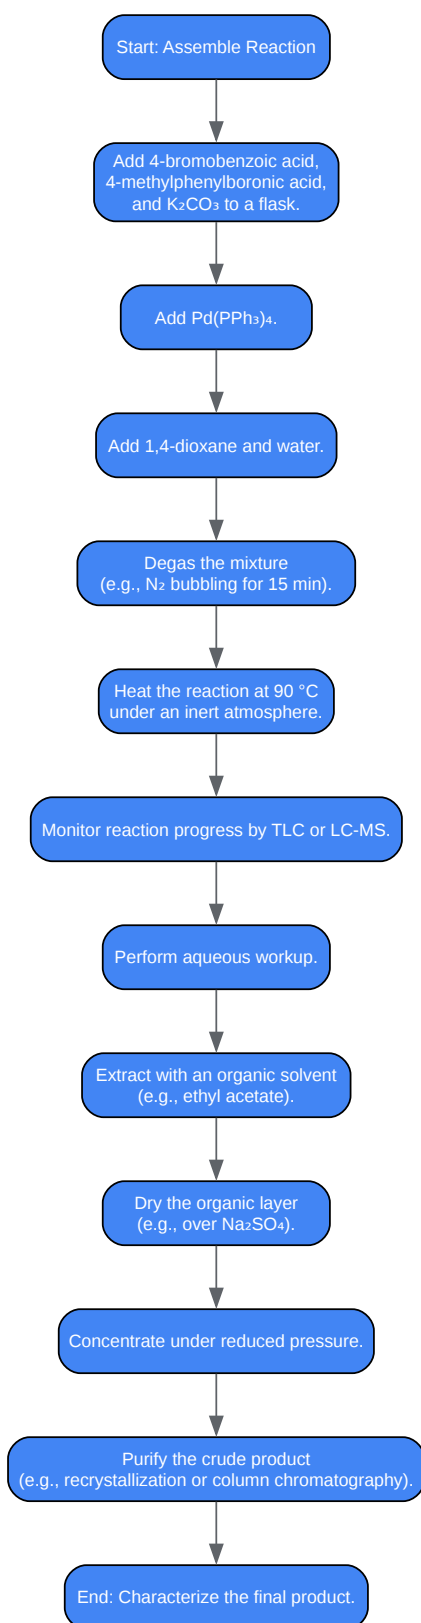 Start: Assemble Reaction
Add 4-bromobenzoic acid,
4-methylphenylboronic acid,
and K₂CO₃ to a flask.
Add Pd(PPh₃)₄.
Add 1,4-dioxane and water.
Degas the mixture
(e.g., N₂ bubbling for 15 min).
Heat the reaction at 90 °C
under an inert atmosphere.
Monitor reaction progress by TLC or LC-MS.
Perform aqueous workup.
Extract with an organic solvent
(e.g., ethyl acetate).
Dry the organic layer
(e.g., over Na₂SO₄).
Concentrate under reduced pressure.
Purify the crude product
(e.g., recrystallization or column chromatography).
End: Characterize the final product.